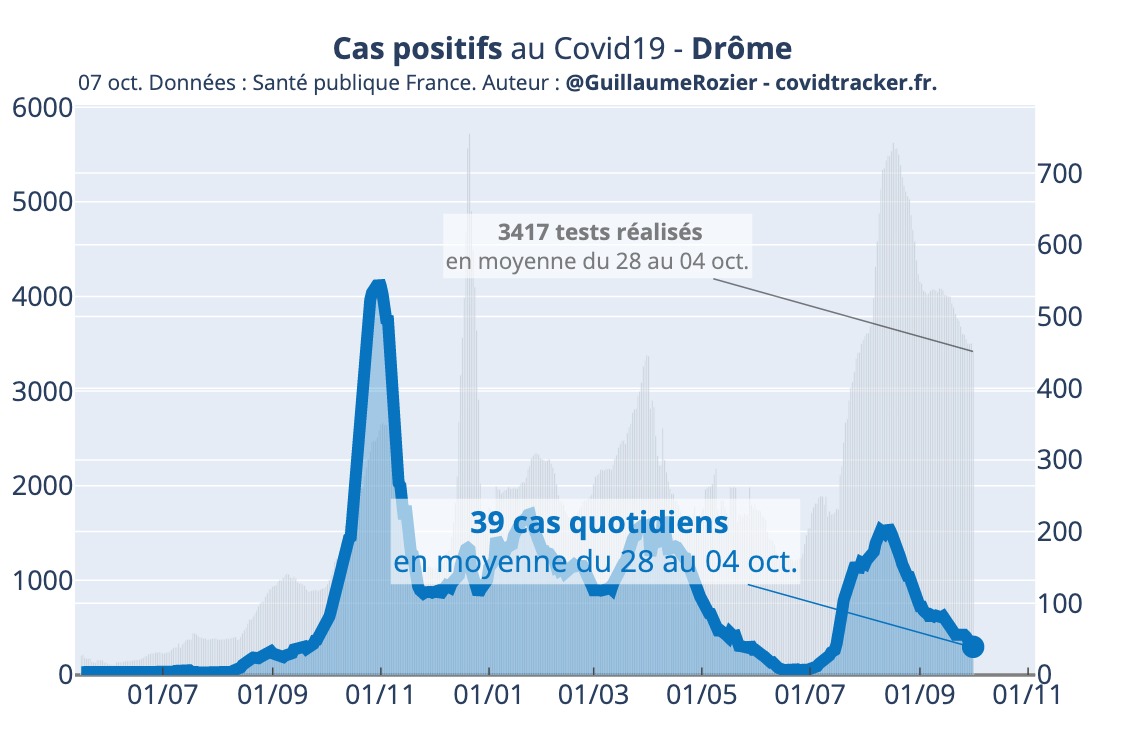 Cas positifs au Covid19 - Drôme
07 oct. Données : Santé publique France. Auteur : @GuillaumeRozier - covidtracker.fr.
6000
5000
4000
3000
2000
1000
0
700
600
500
400
300
200
100
0
3417 tests réalisés
en moyenne du 28 au 04 oct.
39 cas quotidiens
en moyenne du 28 au 04 oct.
01/07 01/09 01/11 01/01 01/03 01/05 01/07 01/09 01/11